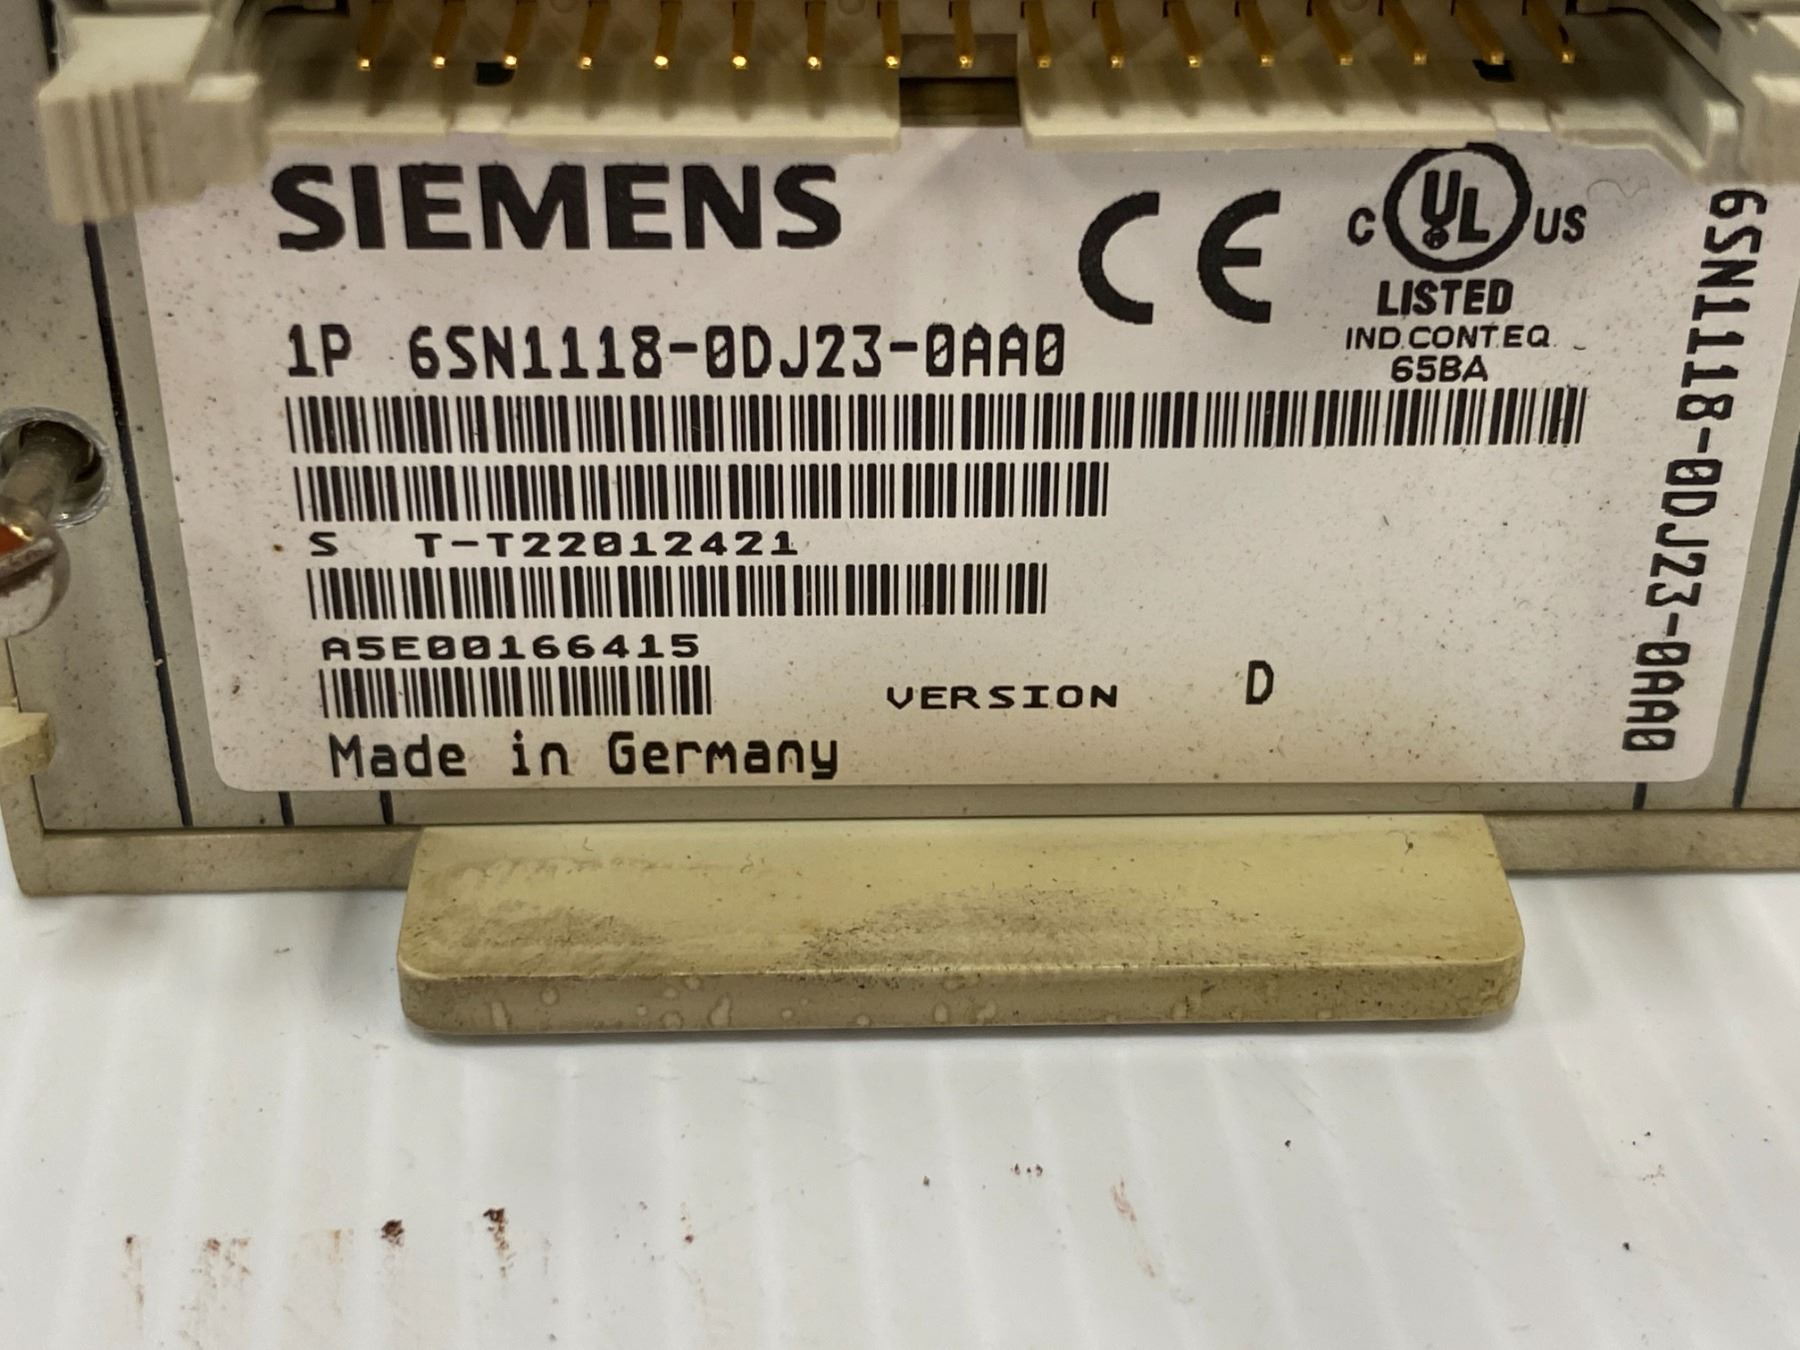 SIEMENS
CE
C UL US
LISTED
IND.CONT.EQ.
65BA
1P 6SN1118-0DJ23-0AA0
S T-T22012421
A5E00166415
VERSION D
Made in Germany
6SN1118-0DJ23-0AA0